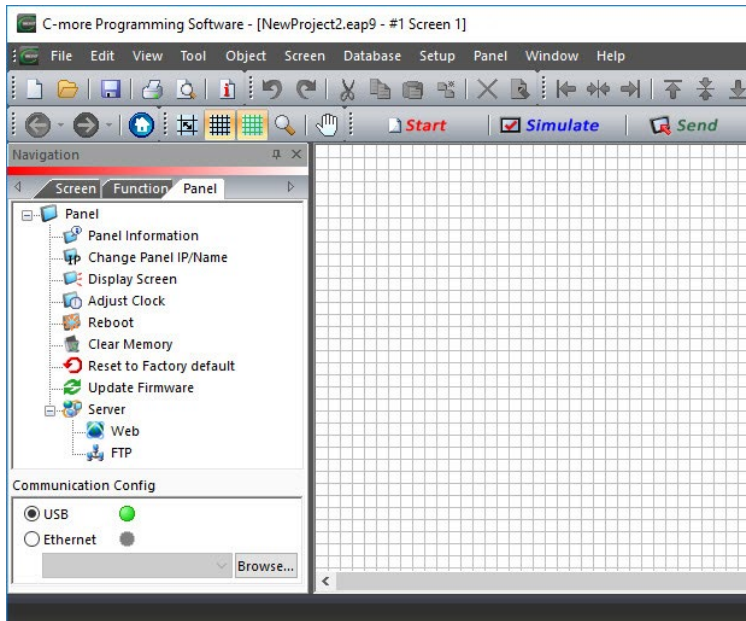 C-more Programming Software - [NewProject2.eap9 - #1 Screen 1]
File Edit View Tool Object Screen Database Setup Panel Window Help
Start Simulate Send
Navigation
Screen Function Panel
Panel
Panel Information
Change Panel IP/Name
Display Screen
Adjust Clock
Reboot
Clear Memory
Reset to Factory default
Update Firmware
Server
Web
FTP
Communication Config
USB
Ethernet
Browse...